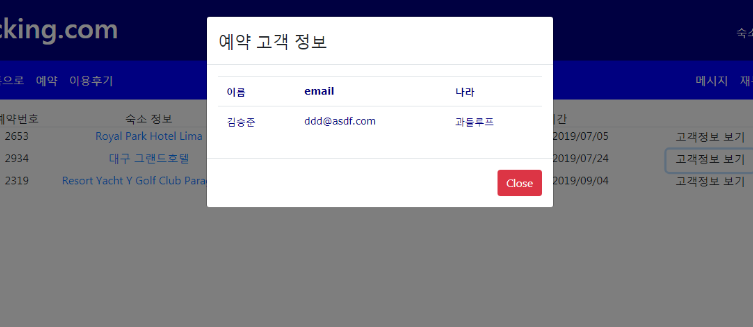 cking.com
숙소
예약 고객 정보
으로 예약 이용후기
메시지
이름 email 나라
김승준 ddd@asdf.com 과들루프
예약번호 숙소 정보 간
2653 Royal Park Hotel Lima 2019/07/05 고객정보 보기
2934 대구 그랜드호텔 2019/07/24 고객정보 보기
2319 Resort Yacht Y Golf Club Para 2019/09/04 고객정보 보기
Close